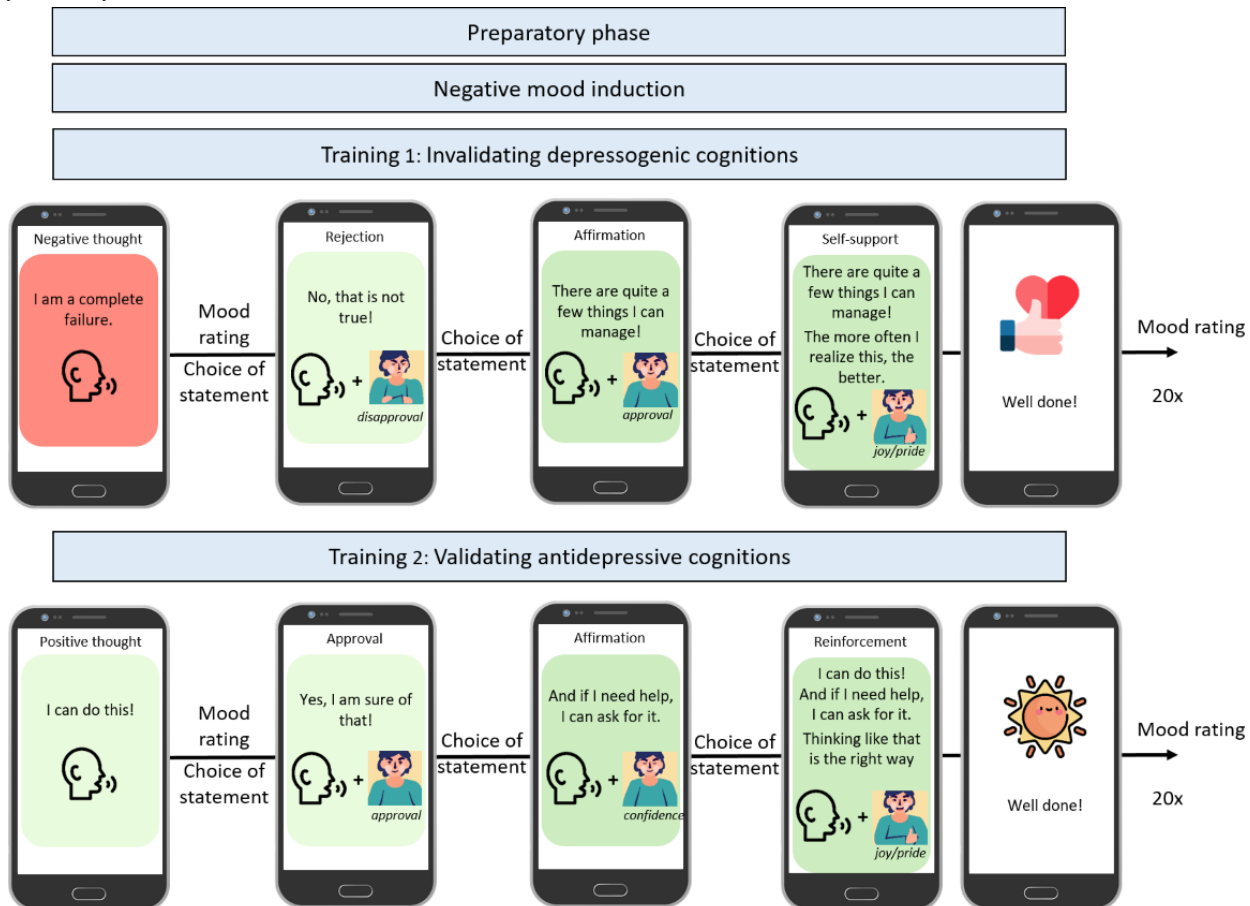 Preparatory phase
Negative mood induction
Training 1: Invalidating depressogenic cognitions
Negative thought
I am a complete
failure.
Mood
rating
Choice of
statement
Rejection
No, that is not
true!
disapproval
Choice of
statement
Affirmation
There are quite a
few things I can
manage!
approval
Choice of
statement
Self-support
There are quite a
few things I can
manage!
The more often I
realize this, the
better.
joy/pride
Well done!
Mood rating
20x
Training 2: Validating antidepressive cognitions
Positive thought
I can do this!
Mood
rating
Choice of
statement
Approval
Yes, I am sure of
that!
approval
Choice of
statement
Affirmation
And if I need help,
I can ask for it.
confidence
Choice of
statement
Reinforcement
I can do this!
And if I need help,
I can ask for it.
Thinking like that
is the right way
joy/pride
Well done!
Mood rating
20x